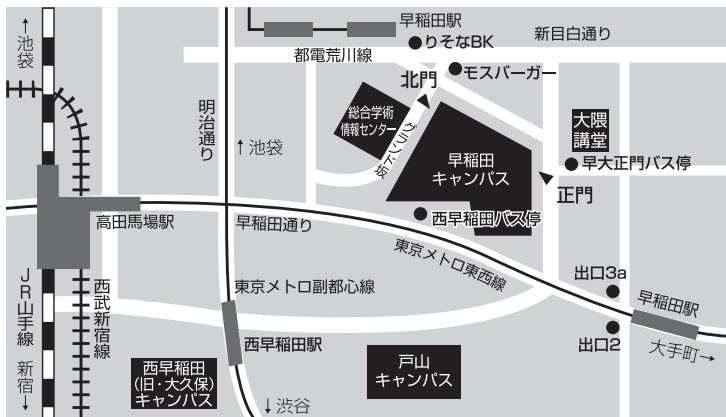 ↑池袋
早稲田駅
都電荒川線
りそなBK
新目白通り
モスバーガー
北門
明治通り
↑池袋
総合学術
情報センター
グランド坂
早稲田
キャンパス
大隈
講堂
早大正門バス停
正門
高田馬場駅
早稲田通り
西早稲田バス停
東京メトロ東西線
東京メトロ副都心線
JR山手線
新宿↓
西武新宿線
西早稲田駅
出口3a
早稲田駅
出口2
大手町→
西早稲田
(旧・大久保)
キャンパス
戸山
キャンパス
↓渋谷